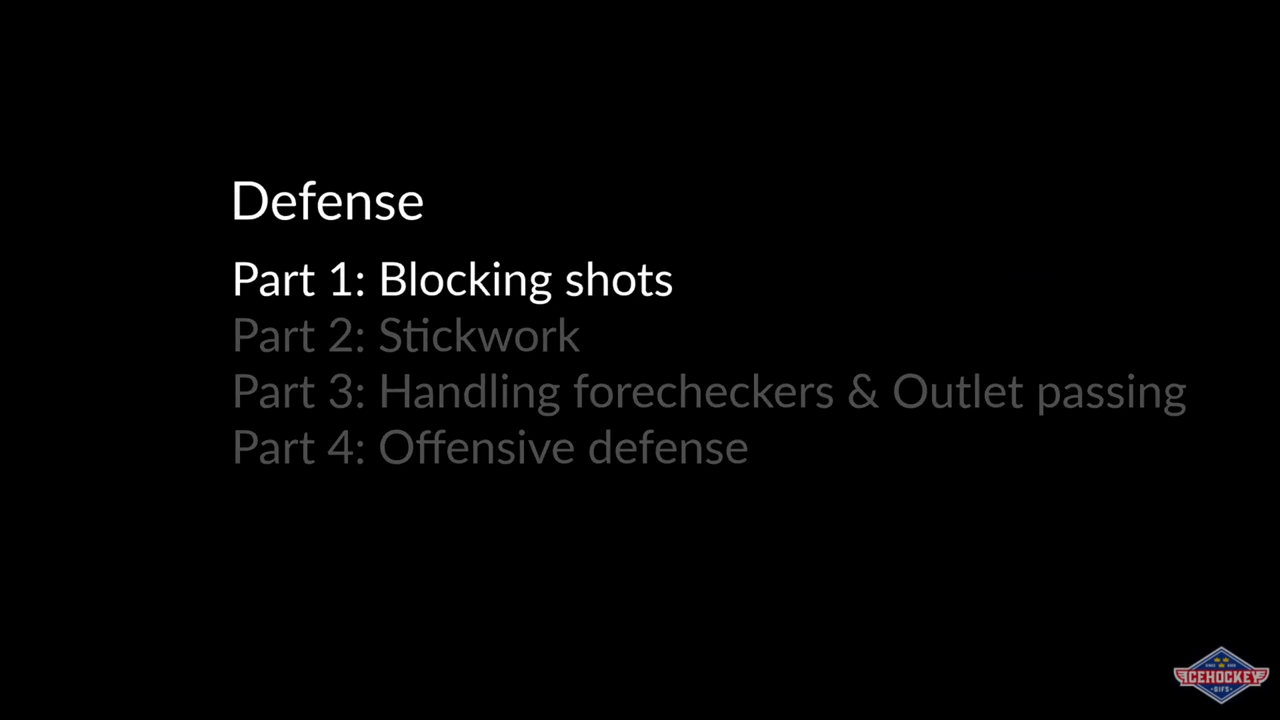 Defense
Part 1: Blocking shots
Part 2: Stickwork
Part 3: Handling forecheckers & Outlet passing
Part 4: Offensive defense
ICEHOCKEY
GIFS